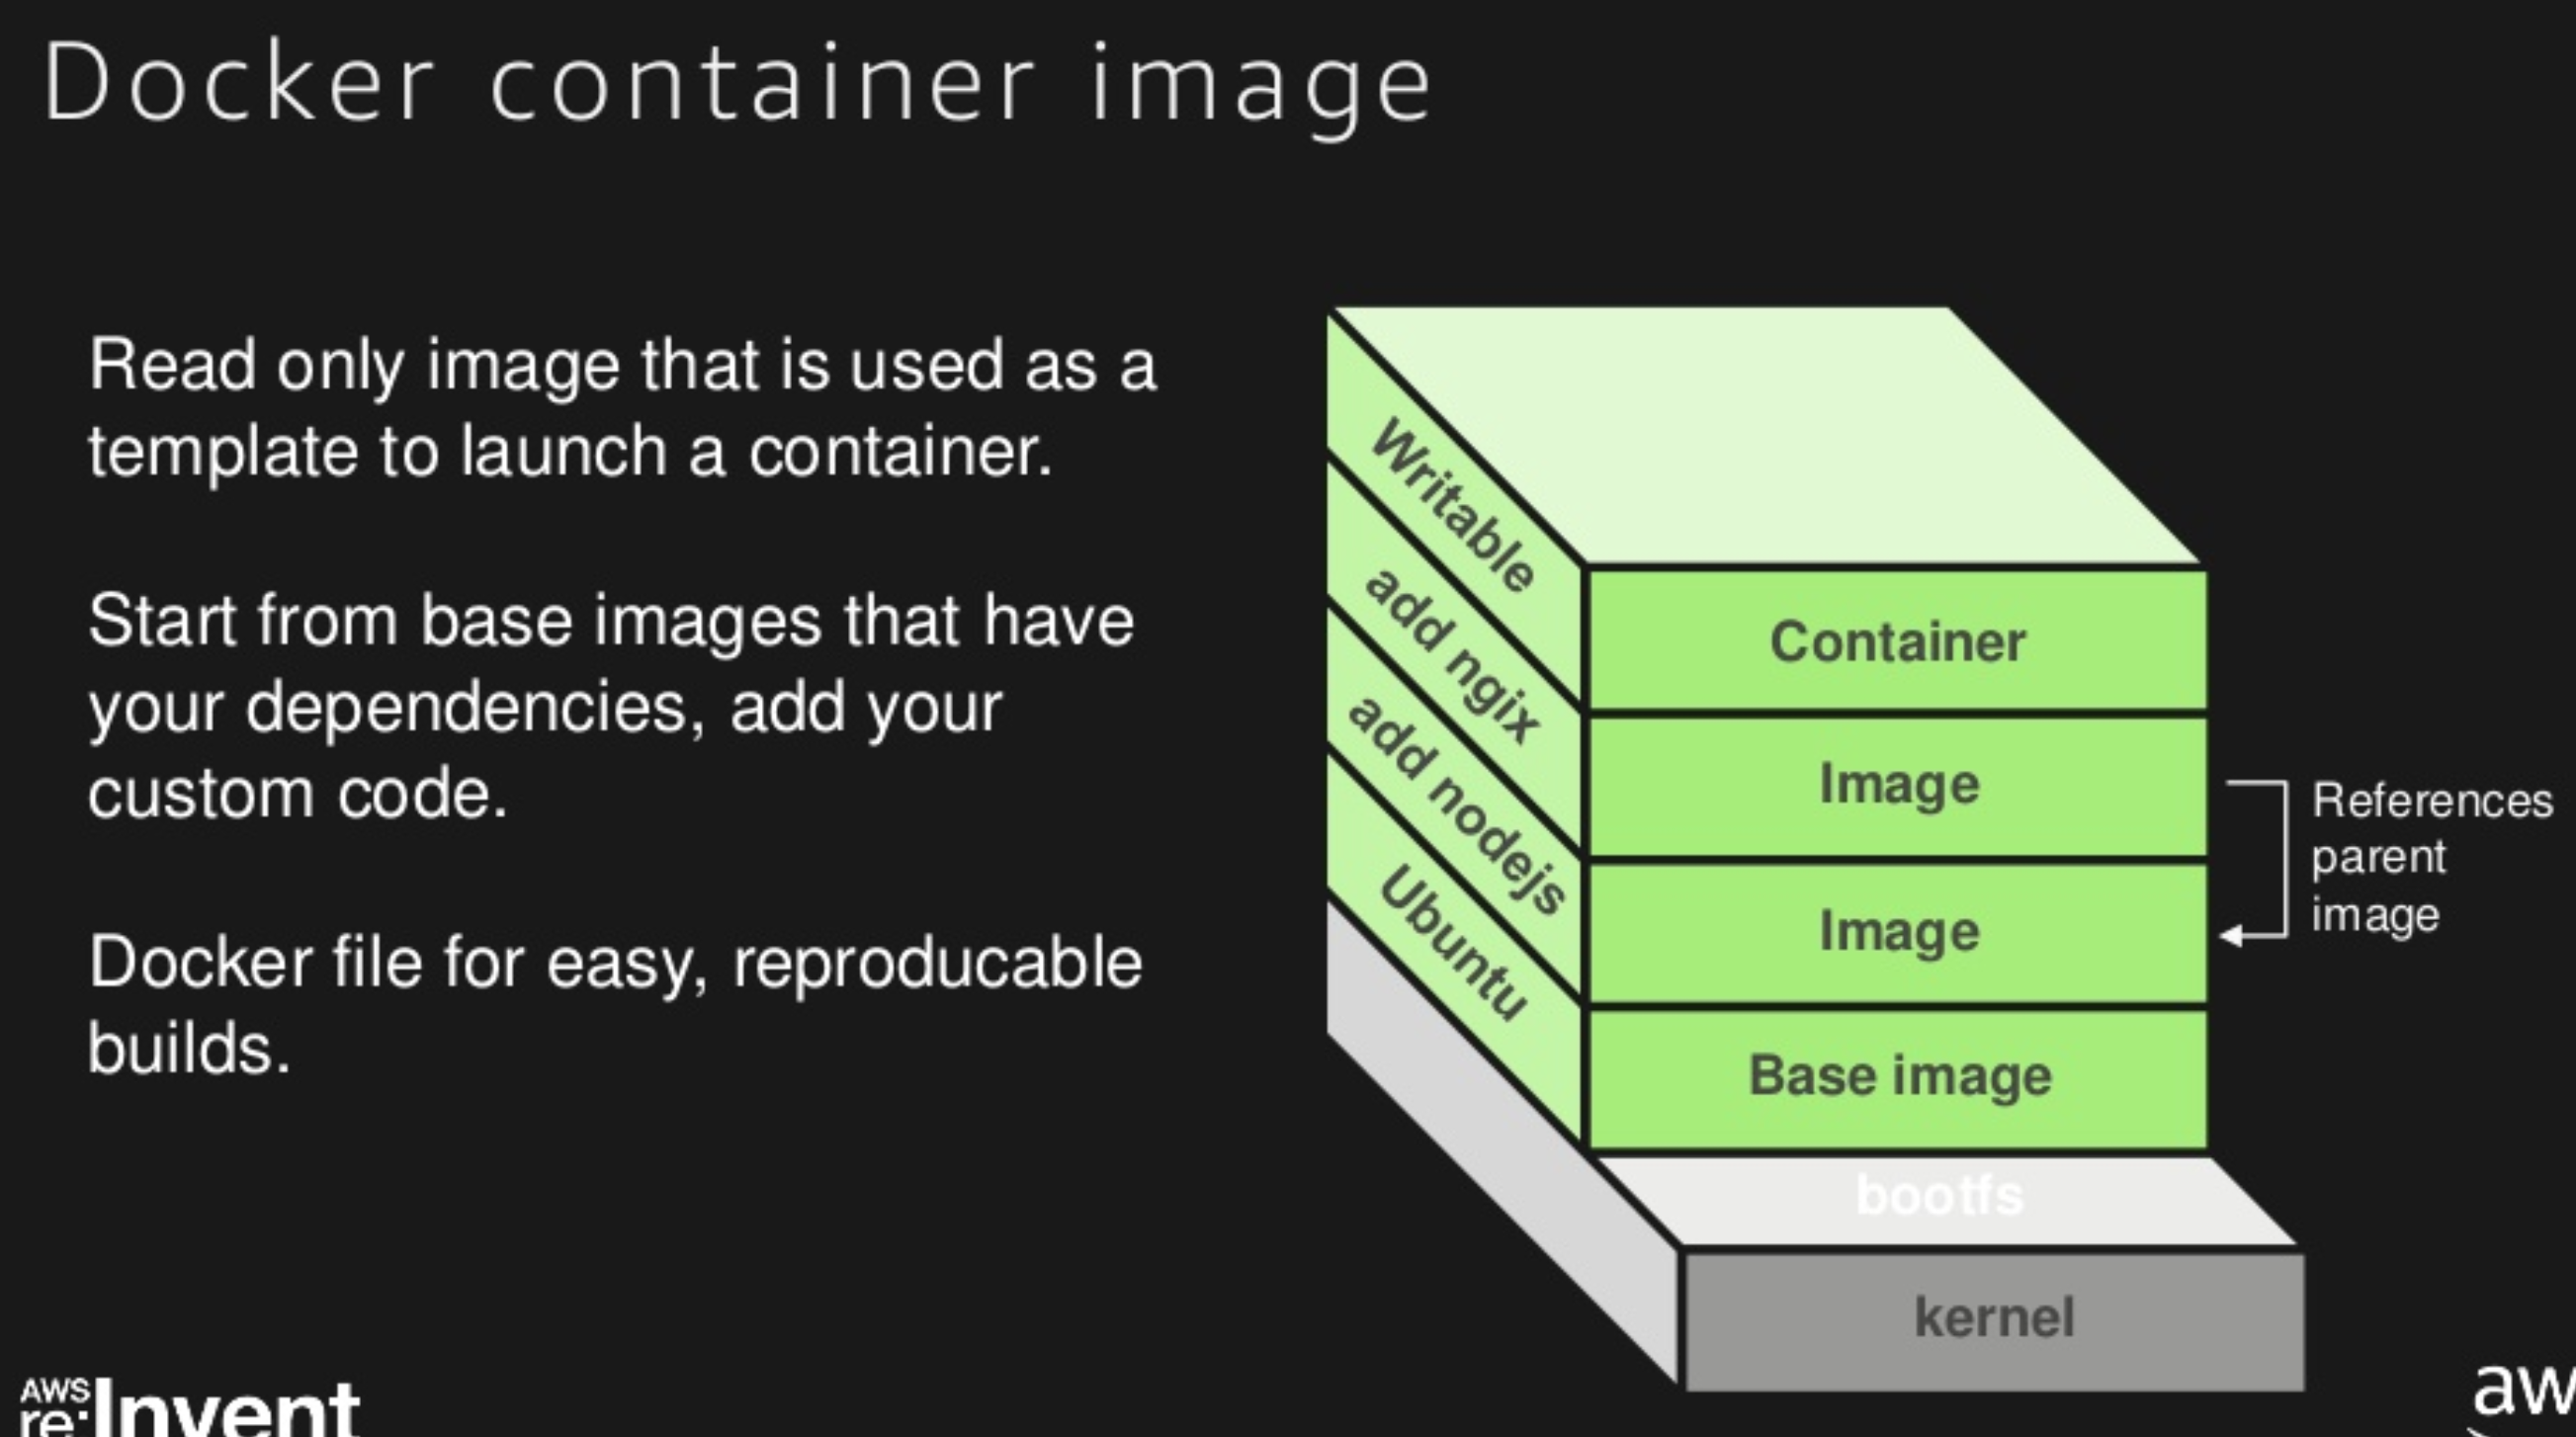 Docker container image
Read only image that is used as a
template to launch a container.
Start from base images that have
your dependencies, add your
custom code.
Docker file for easy, reproducable
builds.
Writable
add ngix
add nodejs
Ubuntu
Container
Image
Image
Base image
bootfs
kernel
References
parent
image
AWS
re:Invent
aw